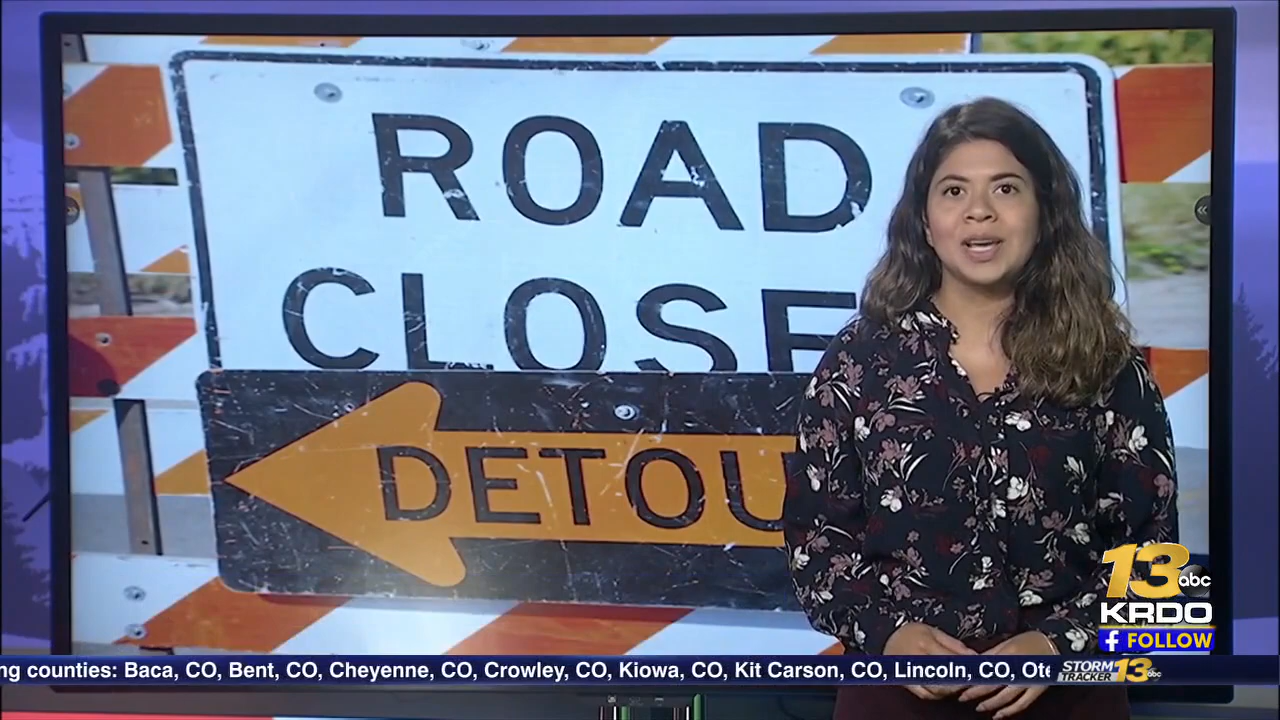 ROAD
CLOSE
DETOU
13 abc
KRDO
f FOLLOW
ng counties: Baca, CO, Bent, CO, Cheyenne, CO, Crowley, CO, Kiowa, CO, Kit Carson, CO, Lincoln, CO, Ote
STORM TRACKER 13 abc